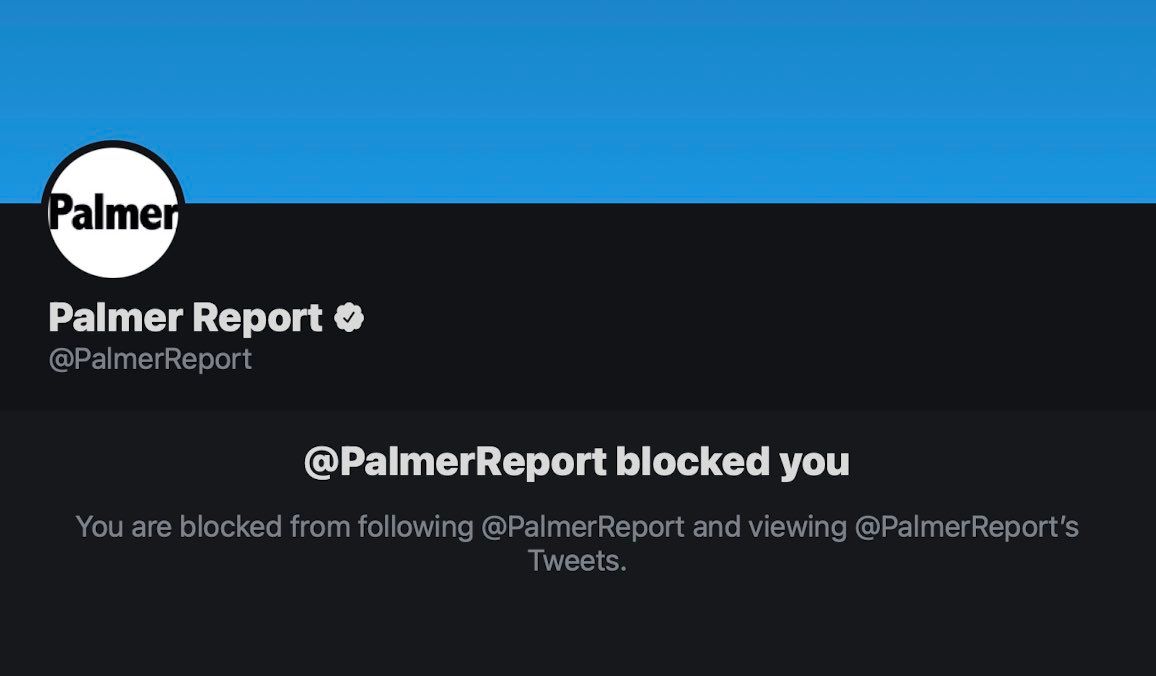 Palmer
Palmer Report
@PalmerReport
@PalmerReport blocked you
You are blocked from following @PalmerReport and viewing @PalmerReport’s
Tweets.